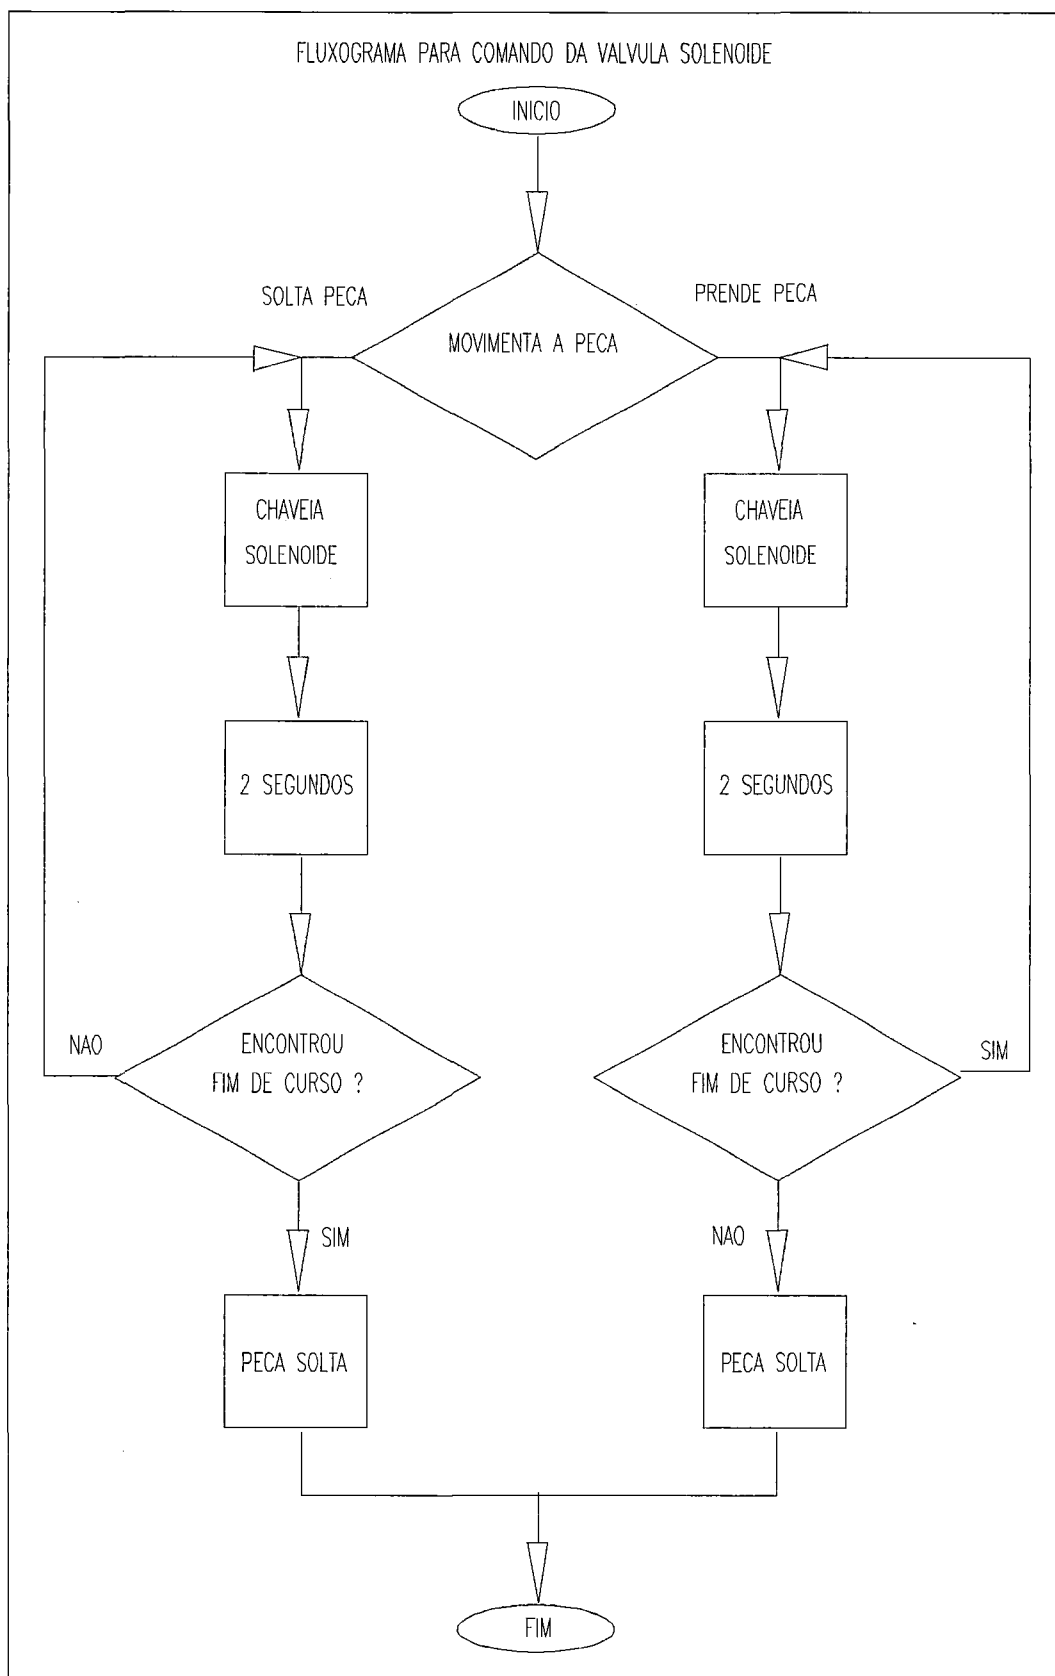 FLUXOGRAMA PARA COMANDO DA VALVULA SOLENOIDE
INICIO
SOLTA PECA
PRENDE PECA
MOVIMENTA A PECA
CHAVEIA
SOLENOIDE
CHAVEIA
SOLENOIDE
2 SEGUNDOS
2 SEGUNDOS
NAO
ENCONTROU
FIM DE CURSO ?
ENCONTROU
FIM DE CURSO ?
SIM
SIM
NAO
PECA SOLTA
PECA SOLTA
FIM